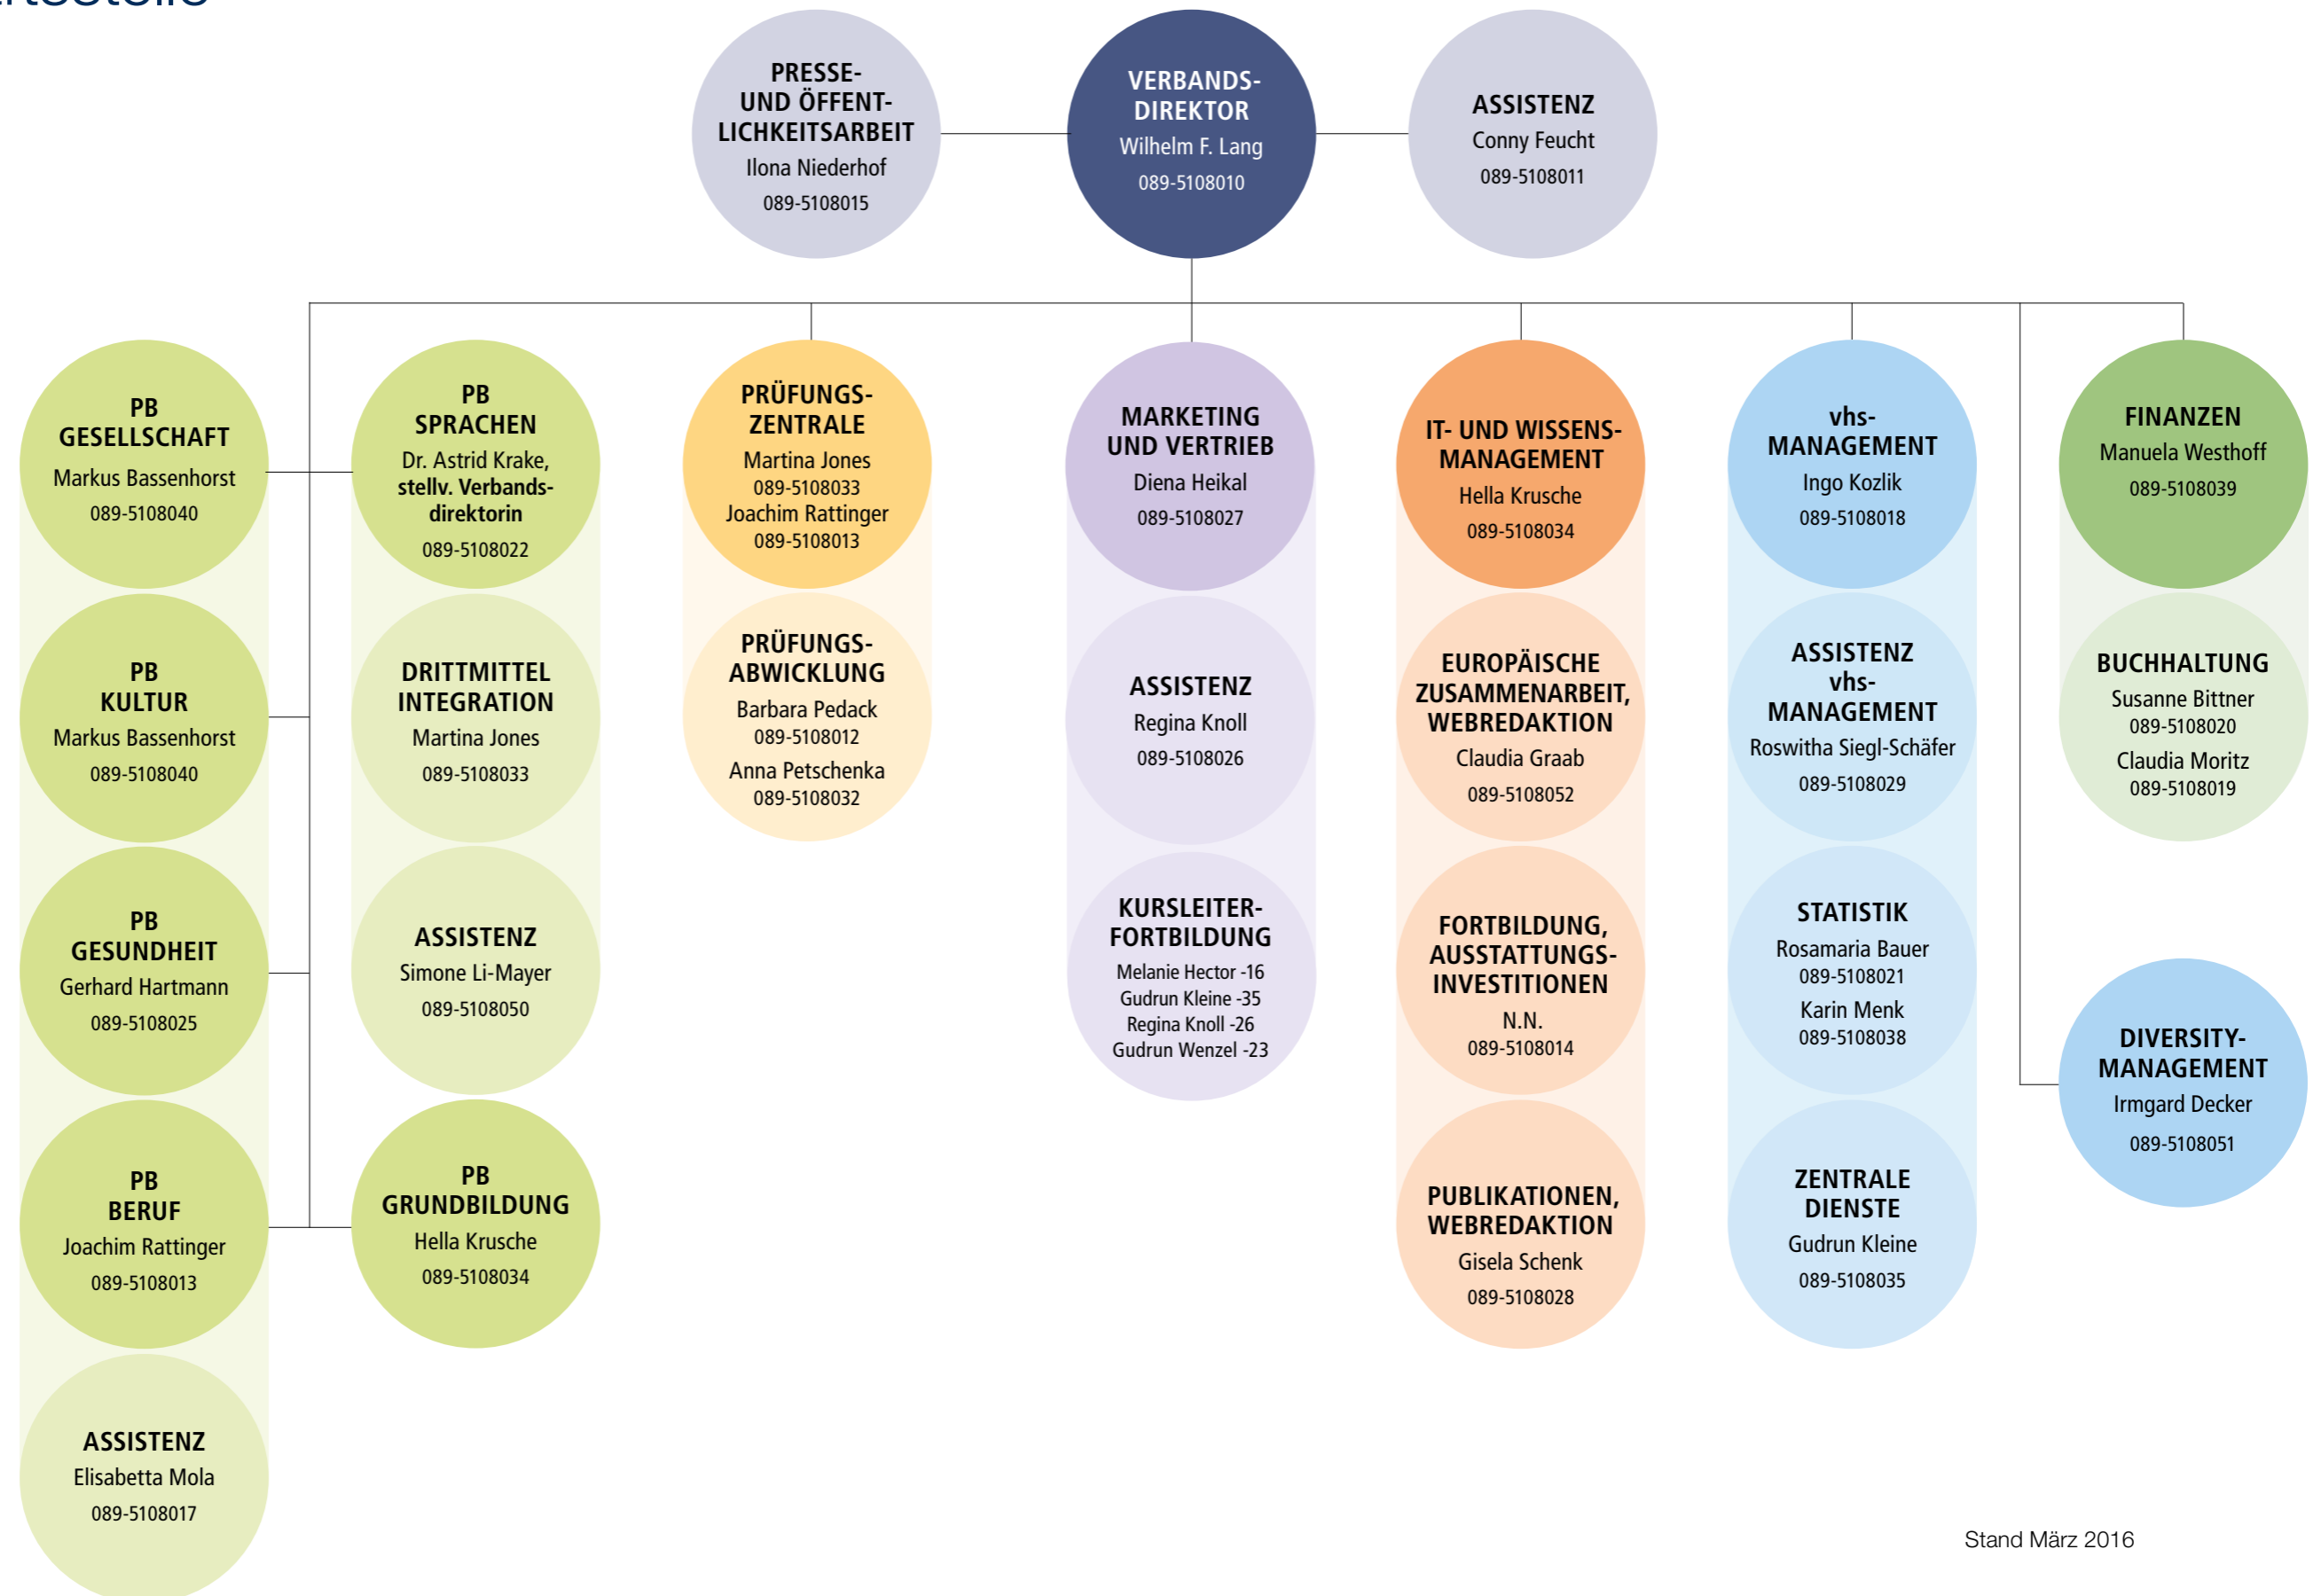 PRESSE-
UND ÖFFENT-
LICHKEITSARBEIT
Ilona Niederhof
089-5108015
VERBANDS-
DIREKTOR
Wilhelm F. Lang
089-5108010
ASSISTENZ
Conny Feucht
089-5108011
PB
GESELLSCHAFT
Markus Bassenhorst
089-5108040
PB
KULTUR
Markus Bassenhorst
089-5108040
PB
GESUNDHEIT
Gerhard Hartmann
089-5108025
PB
BERUF
Joachim Rattinger
089-5108013
ASSISTENZ
Elisabetta Mola
089-5108017
PB
SPRACHEN
Dr. Astrid Krake,
stellv. Verbands-
direktorin
089-5108022
DRITTMITTEL
INTEGRATION
Martina Jones
089-5108033
ASSISTENZ
Simone Li-Mayer
089-5108050
PB
GRUNDBILDUNG
Hella Krusche
089-5108034
PRÜFUNGS-
ZENTRALE
Martina Jones
089-5108033
Joachim Rattinger
089-5108013
PRÜFUNGS-
ABWICKLUNG
Barbara Pedack
089-5108012
Anna Petschenka
089-5108032
MARKETING
UND VERTRIEB
Diena Heikal
089-5108027
ASSISTENZ
Regina Knoll
089-5108026
KURSLEITER-
FORTBILDUNG
Melanie Hector -16
Gudrun Kleine -35
Regina Knoll -26
Gudrun Wenzel -23
IT- UND WISSENS-
MANAGEMENT
Hella Krusche
089-5108034
EUROPÄISCHE
ZUSAMMENARBEIT,
WEBREDAKTION
Claudia Graab
089-5108052
FORTBILDUNG,
AUSSTATTUNGS-
INVESTITIONEN
N.N.
089-5108014
PUBLIKATIONEN,
WEBREDAKTION
Gisela Schenk
089-5108028
vhs-
MANAGEMENT
Ingo Kozlik
089-5108018
ASSISTENZ
vhs-
MANAGEMENT
Roswitha Siegl-Schäfer
089-5108029
STATISTIK
Rosamaria Bauer
089-5108021
Karin Menk
089-5108038
ZENTRALE
DIENSTE
Gudrun Kleine
089-5108035
FINANZEN
Manuela Westhoff
089-5108039
BUCHHALTUNG
Susanne Bittner
089-5108020
Claudia Moritz
089-5108019
DIVERSITY-
MANAGEMENT
Irmgard Decker
089-5108051
Stand März 2016